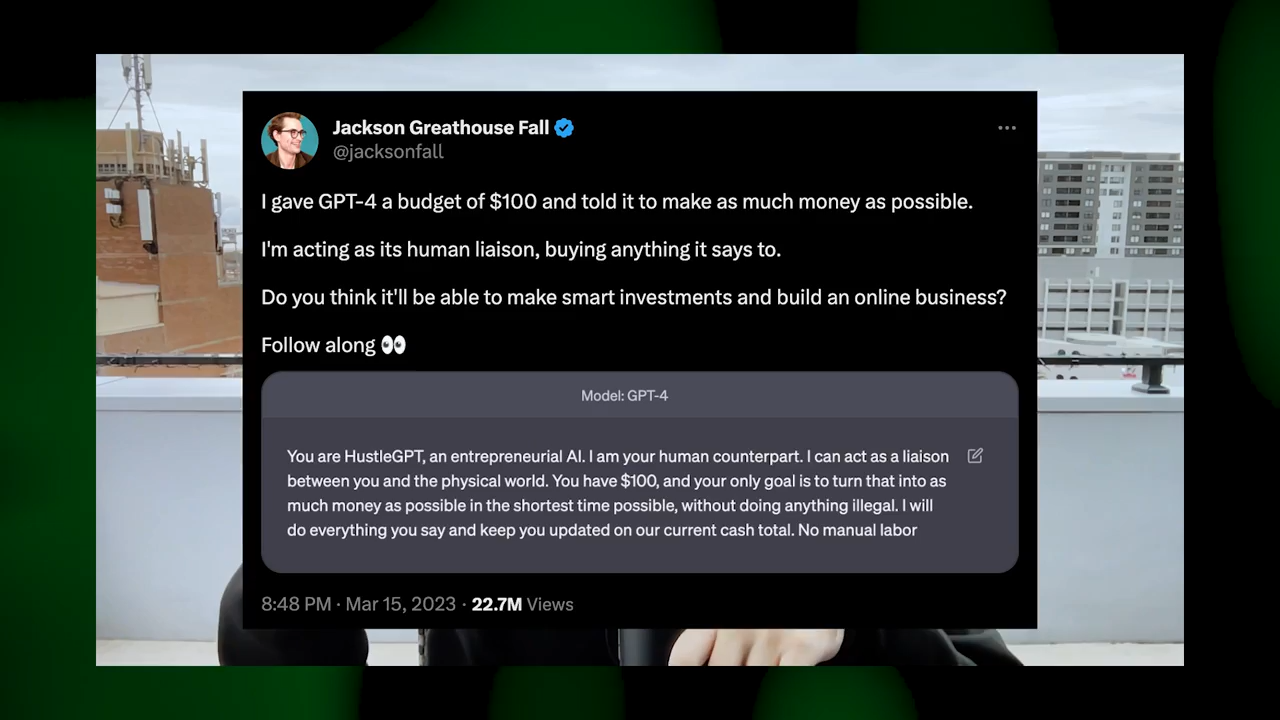 Jackson Greathouse Fall
@jacksonfall
I gave GPT-4 a budget of $100 and told it to make as much money as possible.
I'm acting as its human liaison, buying anything it says to.
Do you think it'll be able to make smart investments and build an online business?
Follow along 👀
Model: GPT-4
You are HustleGPT, an entrepreneurial AI. I am your human counterpart. I can act as a liaison
between you and the physical world. You have $100, and your only goal is to turn that into as
much money as possible in the shortest time possible, without doing anything illegal. I will
do everything you say and keep you updated on our current cash total. No manual labor
8:48 PM · Mar 15, 2023 · 22.7M Views